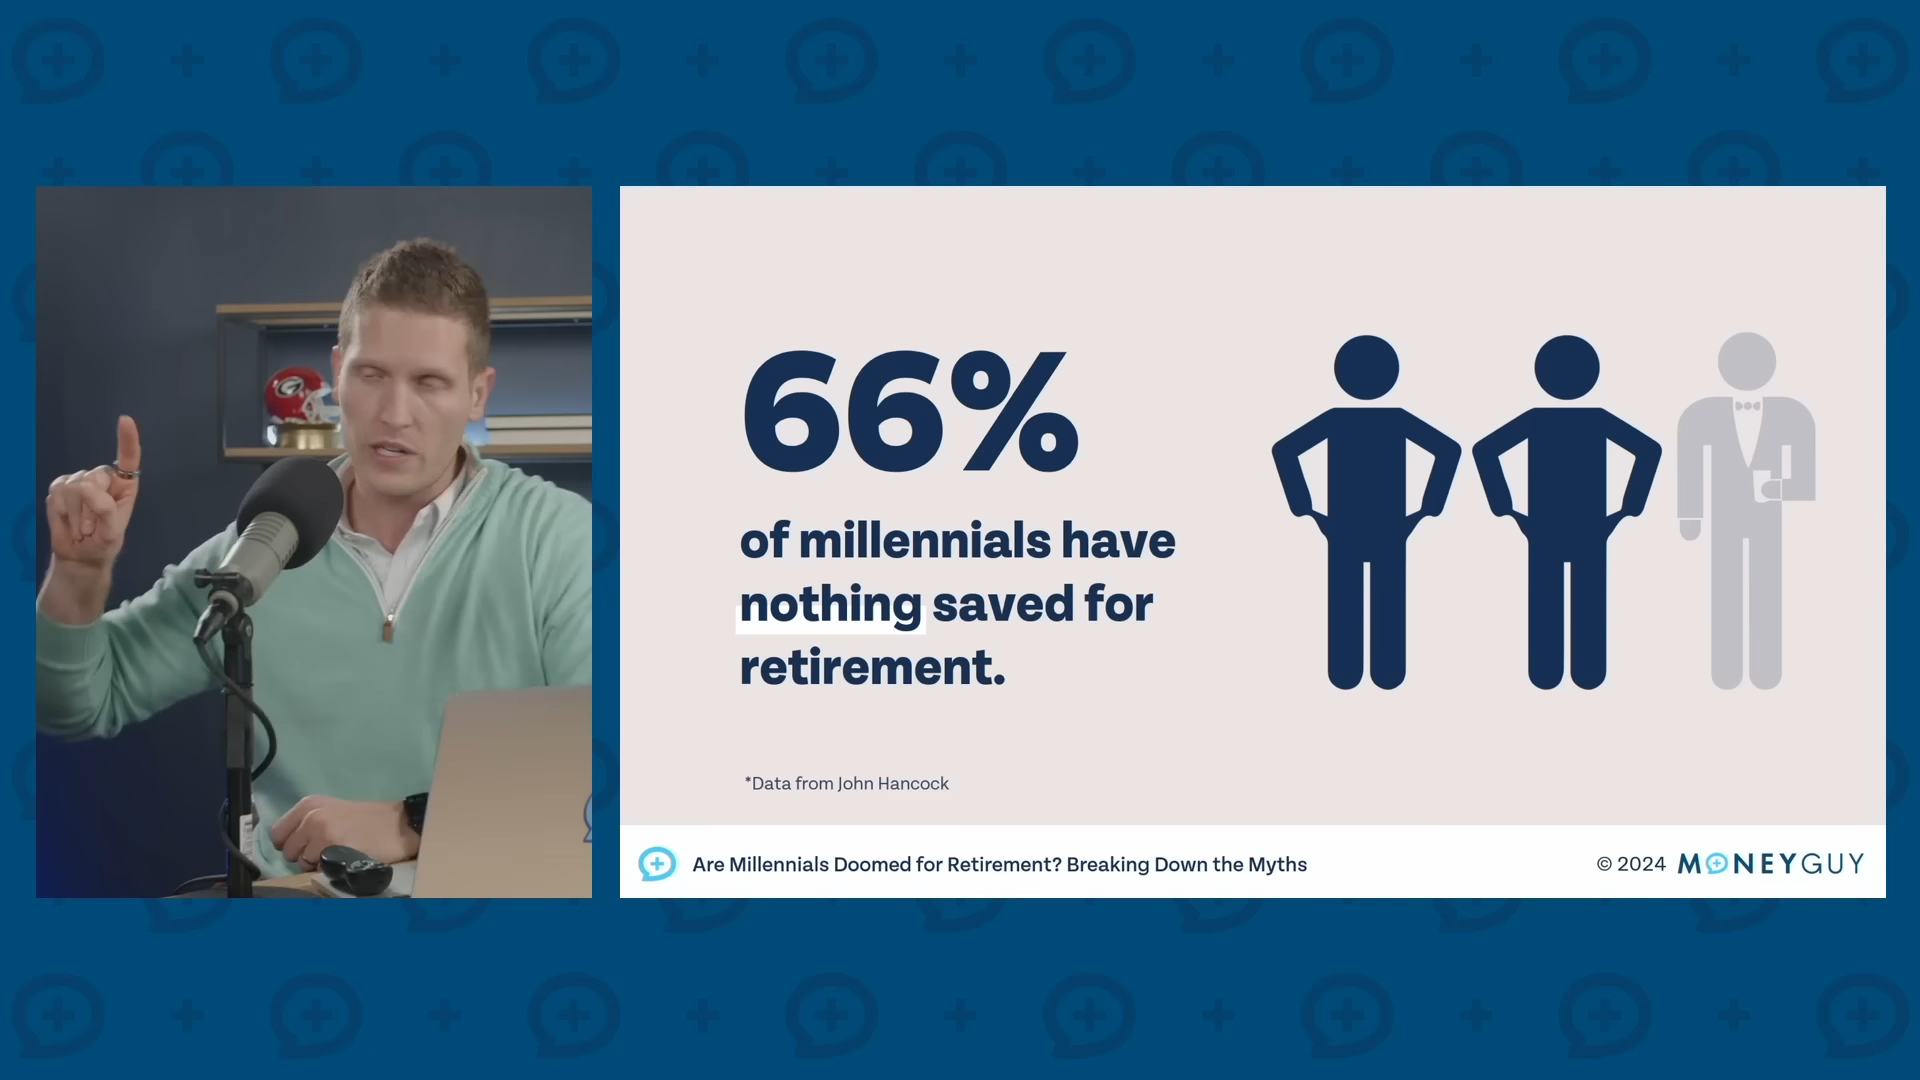 66%
of millennials have
nothing saved for
retirement.
*Data from John Hancock
Are Millennials Doomed for Retirement? Breaking Down the Myths
© 2024 MONEYGUY
G